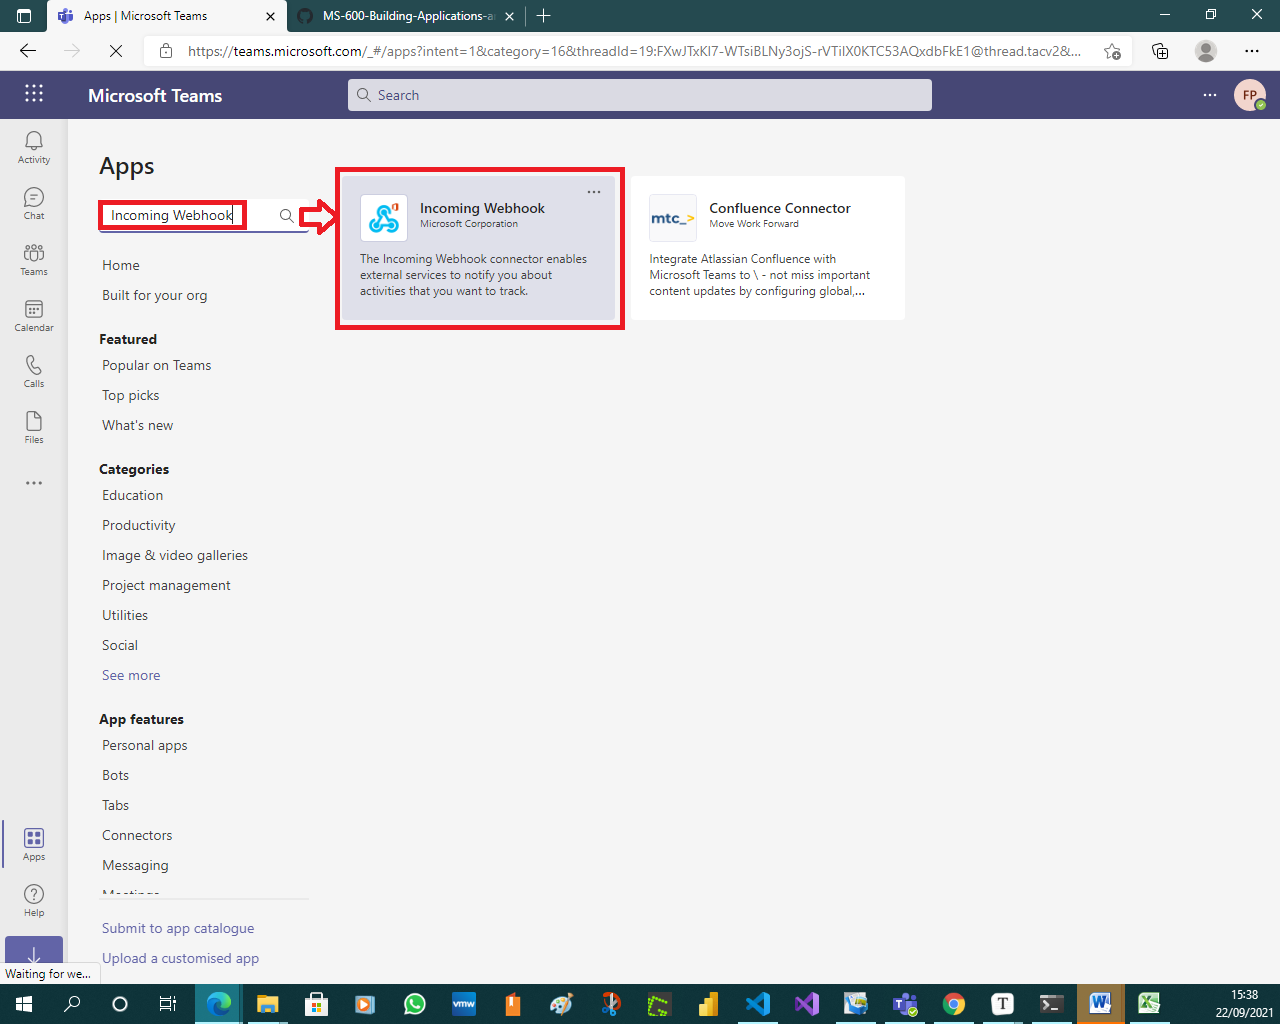 Apps | Microsoft Teams
MS-600-Building-Applications-a
https://teams.microsoft.com/_#/apps?intent=1&category=16&threadId=19:FXwJTxKl7-WTsiBLNy3ojS-rVTilX0KTC53AQxdbFkE1@thread.tacv2&...
Microsoft Teams
Search
FP
Activity
Chat
Teams
Calendar
Calls
Files
Apps
Help
Apps
Incoming Webhook
Home
Built for your org
Featured
Popular on Teams
Top picks
What's new
Categories
Education
Productivity
Image & video galleries
Project management
Utilities
Social
See more
App features
Personal apps
Bots
Tabs
Connectors
Messaging
Meetings
Submit to app catalogue
Upload a customised app
Incoming Webhook
Microsoft Corporation
The Incoming Webhook connector enables
external services to notify you about
activities that you want to track.
mtc_>
Confluence Connector
Move Work Forward
Integrate Atlassian Confluence with
Microsoft Teams to \ - not miss important
content updates by configuring global,...
Waiting for we...
vmw
T
15:38
22/09/2021